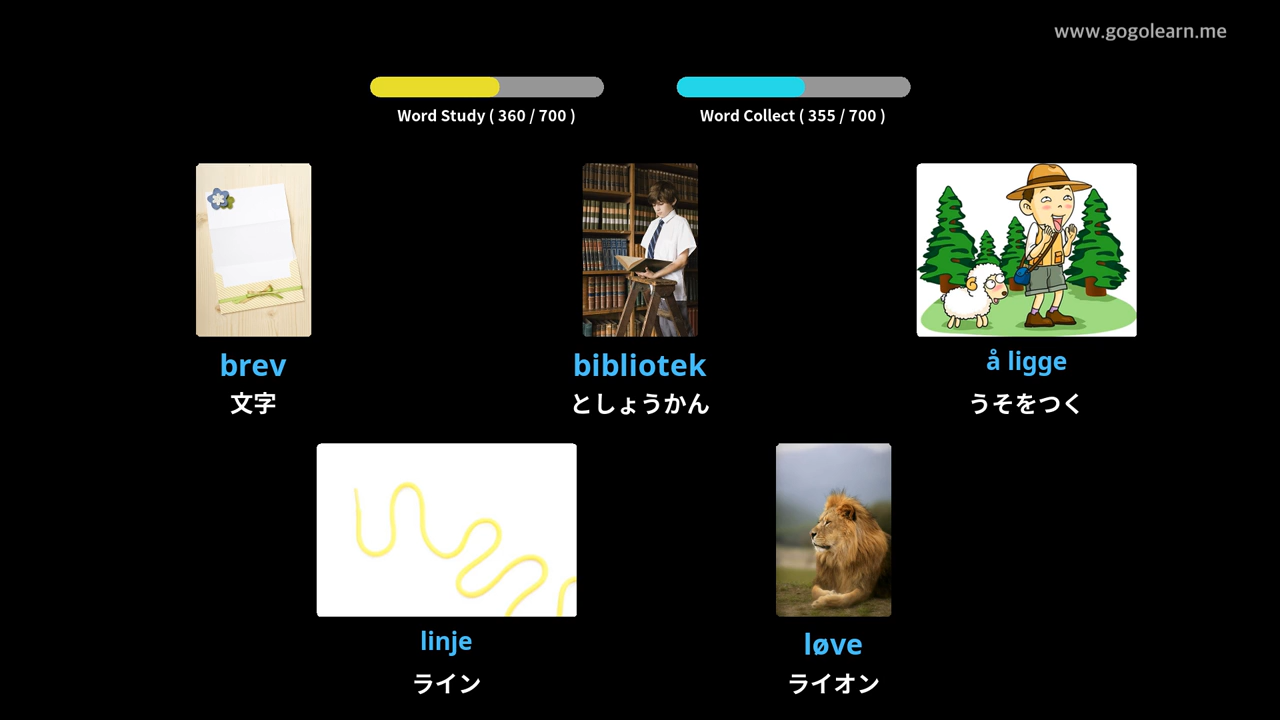 www.gogolearn.me
Word Study ( 360 / 700 )
Word Collect ( 355 / 700 )
brev
文字
bibliotek
としょうかん
å ligge
うそをつく
linje
ライン
løve
ライオン